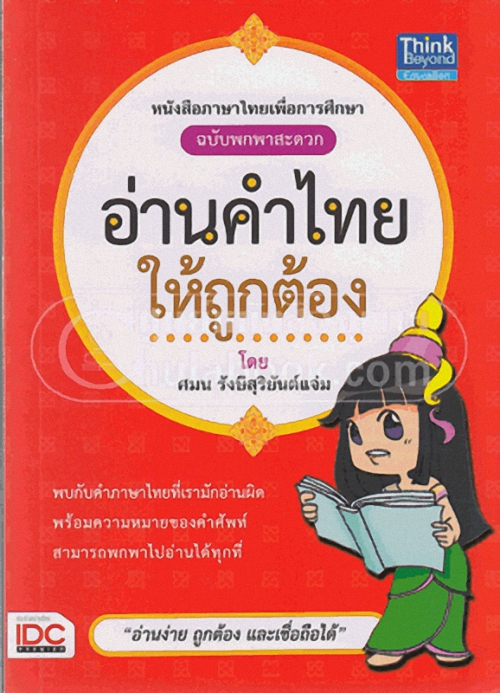 Think
Beyond
Education
หนังสือภาษาไทยเพื่อการศึกษา
ฉบับพกพาสะดวก
อ่านคำไทย
ให้ถูกต้อง
โดย
ศมน รังษีสุริยันต์แจ่ม
พบกับคำภาษาไทยที่เรามักอ่านผิด
พร้อมความหมายของคำศัพท์
สามารถพกพาไปอ่านได้ทุกที่
IDC
PREMIER
“อ่านง่าย ถูกต้อง และเชื่อถือได้”